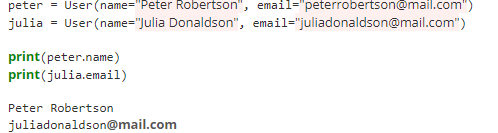 peter = User(name="Peter Robertson", email="peterrobertson@mail.com")
julia = User(name="Julia Donaldson", email="juliadonaldson@mail.com")
print(peter.name)
print(julia.email)
Peter Robertson
juliadonaldson@mail.com